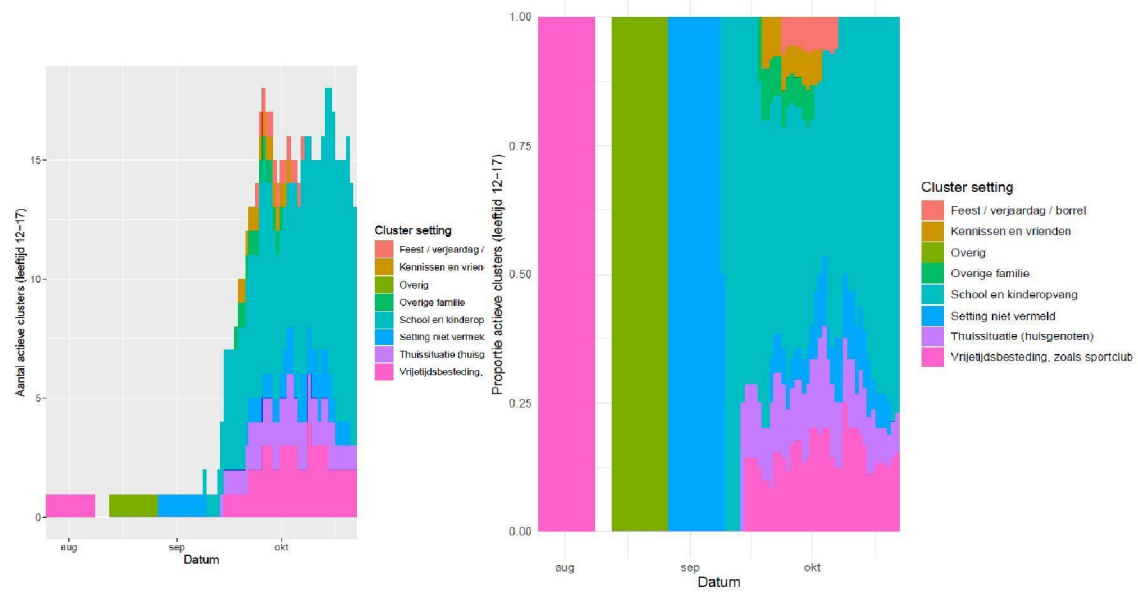 Aantal actieve clusters (leeftijd 12−17)
15
10
5
0
aug
sep
okt
Datum
Cluster setting
Feest / verjaardag /
Kennissen en vrien
Overig
Overige familie
School en kinderop
Setting niet vermeld
Thuissituatie (huisg
Vrijetijdsbesteding,
Proportie actieve clusters (leeftijd 12−17)
1.00
0.75
0.50
0.25
0.00
aug
sep
okt
Datum
Cluster setting
Feest / verjaardag / borrel
Kennissen en vrienden
Overig
Overige familie
School en kinderopvang
Setting niet vermeld
Thuissituatie (huisgenoten)
Vrijetijdsbesteding, zoals sportclub